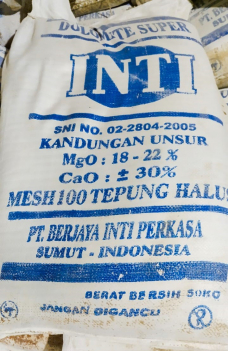 DOLOMITE SUPER
INTI
SNI NO. 02-2804-2005
KANDUNGAN UNSUR
MgO : 18 - 22 %
CaO : ± 30%
MESH 100 TEPUNG HALUS
PT. BERJAYA INTI PERKASA
SUMUT - INDONESIA
BERAT BERSIH 50KG
JANGAN DIGANCU